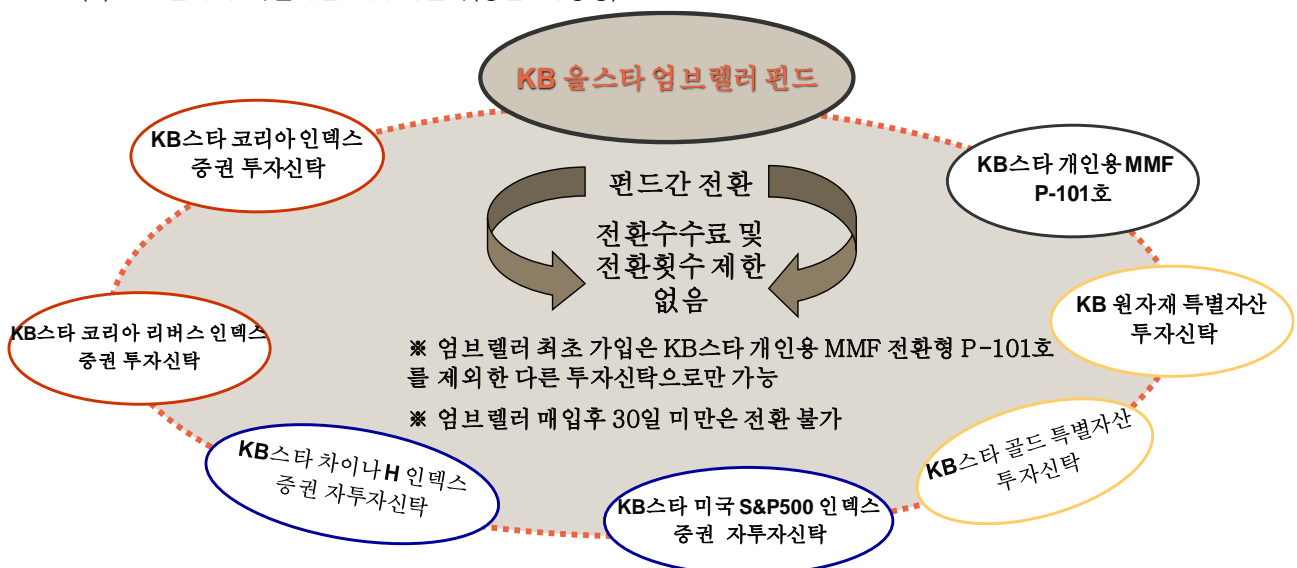 KB 올스타 엄브렐러 펀드
KB스타 코리아 인덱스
증권 투자신탁
KB스타 개인용 MMF
P-101호
펀드간 전환
전환수수료 및
전환횟수 제한
없음
KB 원자재 특별자산
투자신탁
KB스타 코리아 리버스 인덱스
증권 투자신탁
※ 엄브렐러 최초 가입은 KB스타 개인용 MMF 전환형 P-101호
를 제외한 다른 투자신탁으로만 가능
※ 엄브렐러 매입후 30일 미만은 전환 불가
KB스타 차이나 H 인덱스
증권 자투자신탁
KB스타 미국 S&P500 인덱스
증권 자투자신탁
KB스타 골드 특별자산
투자신탁